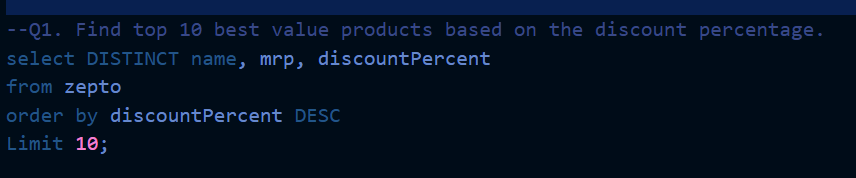 --Q1. Find top 10 best value products based on the discount percentage.
select DISTINCT name, mrp, discountPercent
from zepto
order by discountPercent DESC
Limit 10;